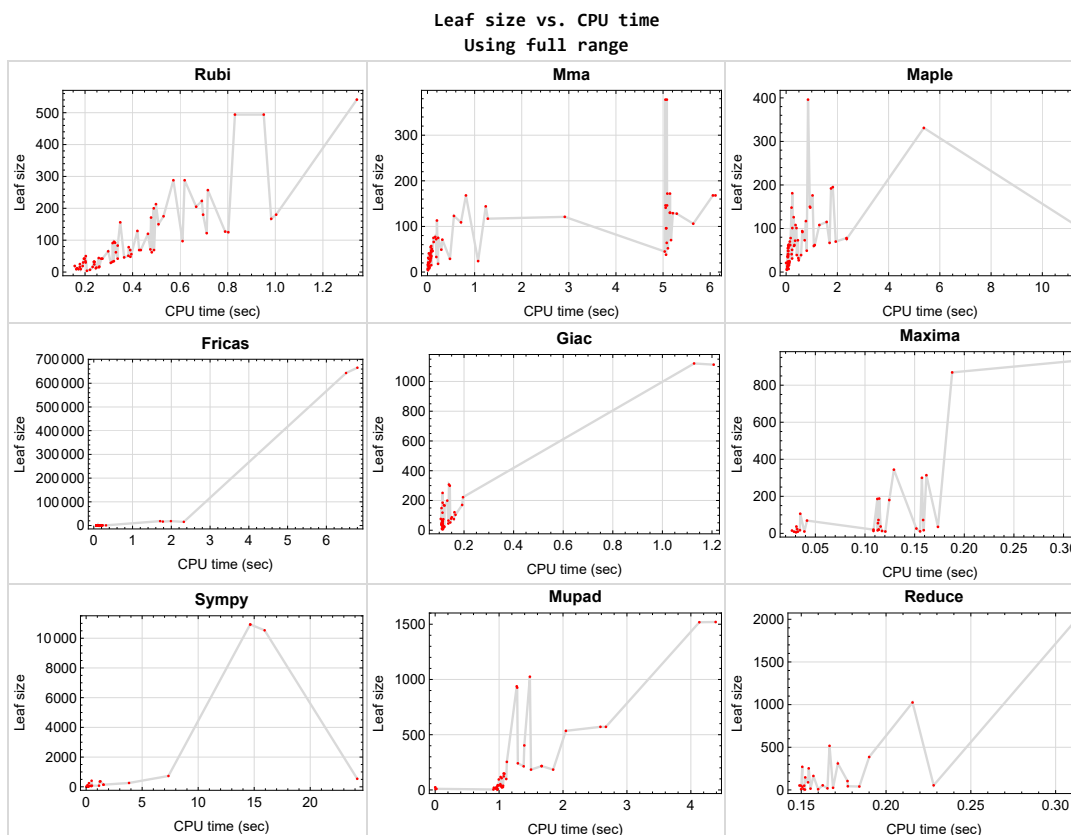 Leaf size vs. CPU time
Using full range
Rubi
Leaf size
500
400
300
200
100
0
0.2 0.4 0.6 0.8 1.0 1.2
CPU time (sec)
Mma
Leaf size
300
200
100
0
0 1 2 3 4 5 6
CPU time (sec)
Maple
Leaf size
400
300
200
100
0
0 2 4 6 8 10
CPU time (sec)
Fricas
Leaf size
700 000
600 000
500 000
400 000
300 000
200 000
100 000
0
0 1 2 3 4 5 6
CPU time (sec)
Giac
Leaf size
1000
800
600
400
200
0
0.2 0.4 0.6 0.8 1.0 1.2
CPU time (sec)
Maxima
Leaf size
800
600
400
200
0
0.05 0.10 0.15 0.20 0.25 0.30
CPU time (sec)
Sympy
Leaf size
10 000
8000
6000
4000
2000
0
0 5 10 15 20
CPU time (sec)
Mupad
Leaf size
1500
1000
500
0
0 1 2 3 4
CPU time (sec)
Reduce
Leaf size
2000
1500
1000
500
0
0.15 0.20 0.25 0.30
CPU time (sec)